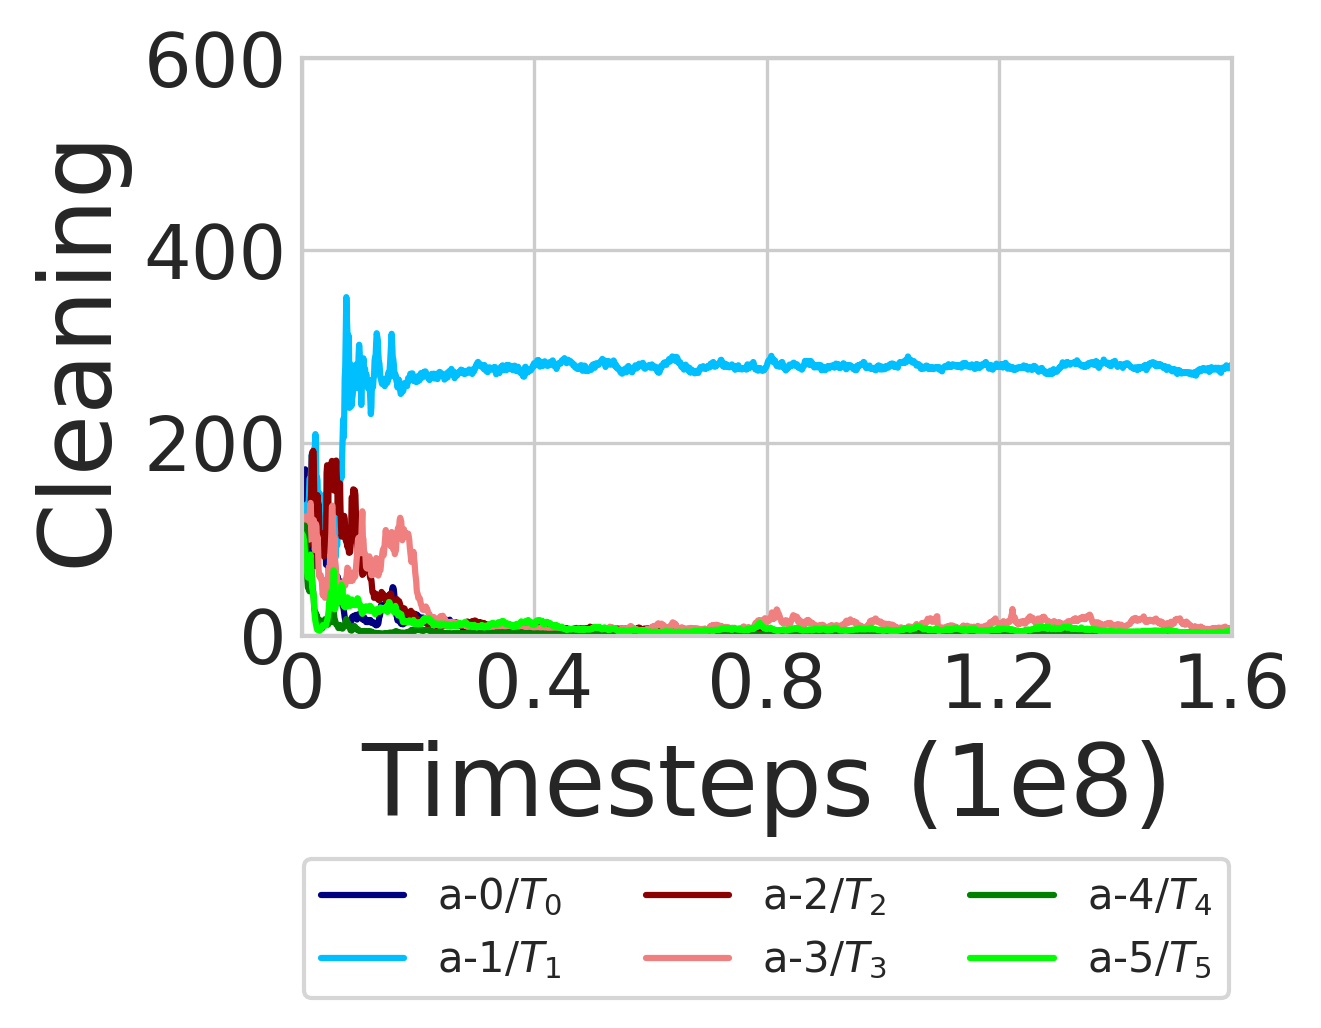 600
400
200
0
Cleaning
0 0.4 0.8 1.2 1.6
Timesteps (1e8)
a-0/T₀ a-2/T₂ a-4/T₄
a-1/T₁ a-3/T₃ a-5/T₅